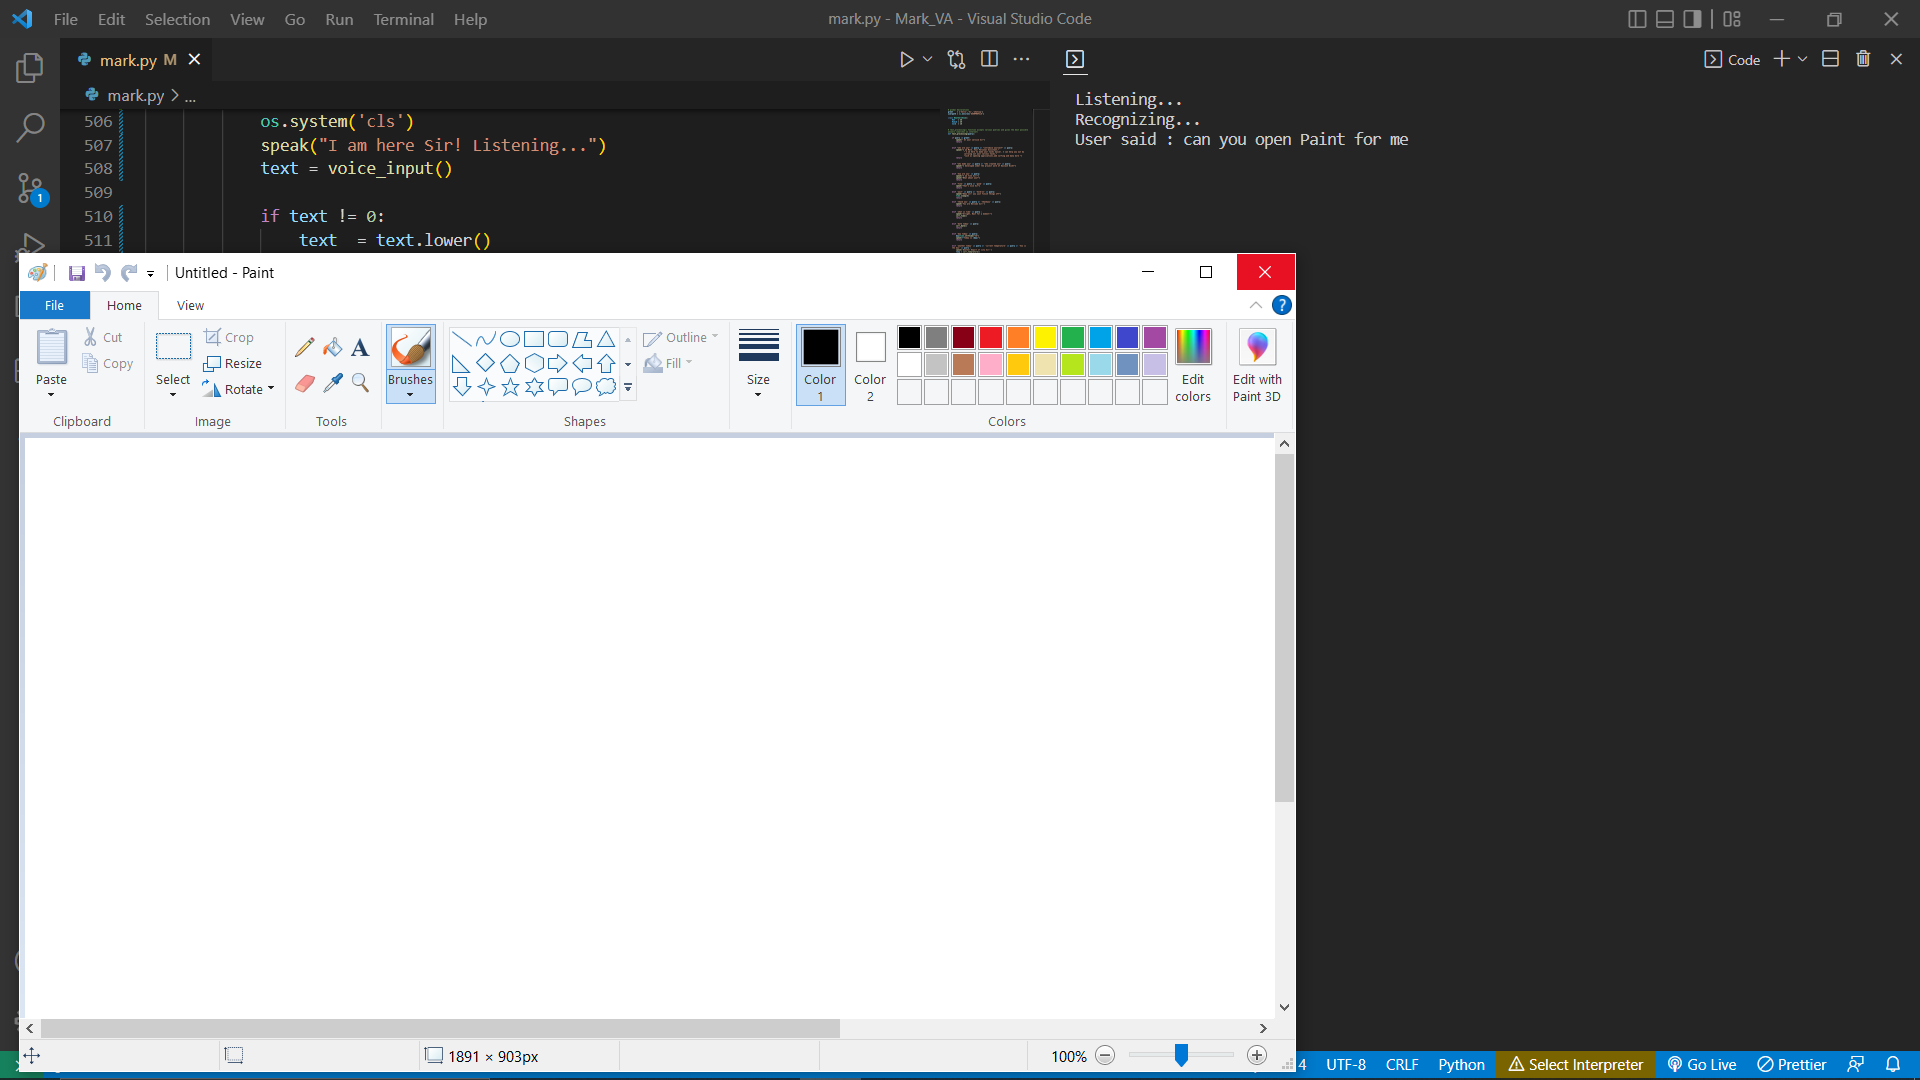 File Edit Selection View Go Run Terminal Help
mark.py - Mark_VA - Visual Studio Code
mark.py M
Code
mark.py > ...
506 os.system('cls')
507 speak("I am here Sir! Listening...")
508 text = voice_input()
509
510 if text != 0:
511 text  = text.lower()
Listening...
Recognizing...
User said : can you open Paint for me
1
Untitled - Paint
File Home View
Paste
Cut
Copy
Clipboard
Select
Crop
Resize
Rotate
Image
A
Tools
Brushes
Outline
Fill
Shapes
Size
Color 1
Color 2
Edit colors
Colors
Edit with Paint 3D
1891 × 903px
100%
4 UTF-8 CRLF Python Select Interpreter Go Live Prettier